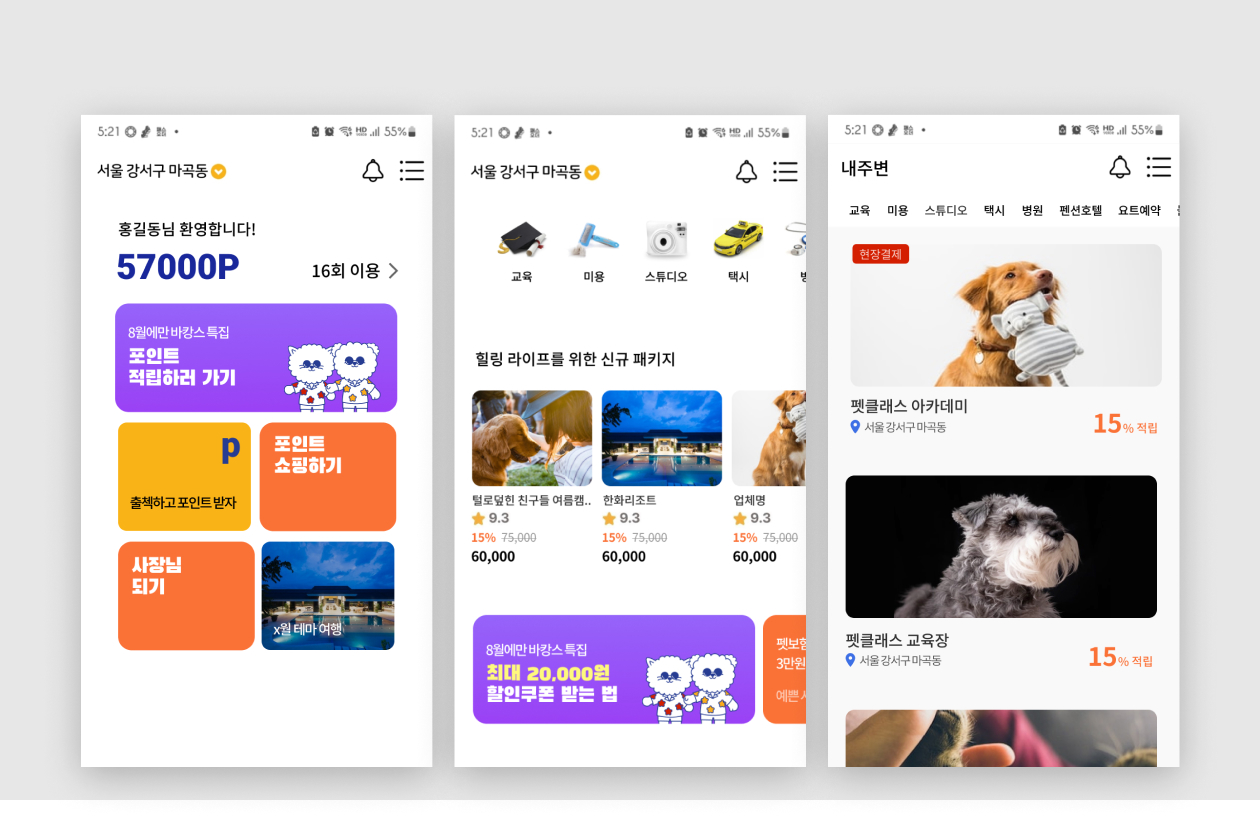 5:21
55%
서울 강서구 마곡동
홍길동님 환영합니다!
57000P
16회 이용
8월에만 바캉스 특집
포인트
적립하러 가기
p
출첵하고 포인트 받자
포인트
쇼핑하기
사장님
되기
x월 테마 여행
5:21
55%
서울 강서구 마곡동
교육 미용 스튜디오 택시
힐링 라이프를 위한 신규 패키지
털로덮힌 친구들 여름캠.. 한화리조트 업체명
9.3 9.3 9.3
15% 75,000 15% 75,000 15% 75,000
60,000 60,000 60,000
8월에만 바캉스 특집
최대 20,000원
할인쿠폰 받는 법
펫보험
3만원
예쁜
5:21
55%
내주변
교육 미용 스튜디오 택시 병원 펜션호텔 요트예약
현장결제
펫클래스 아카데미
서울 강서구 마곡동
15% 적립
펫클래스 교육장
서울 강서구 마곡동
15% 적립